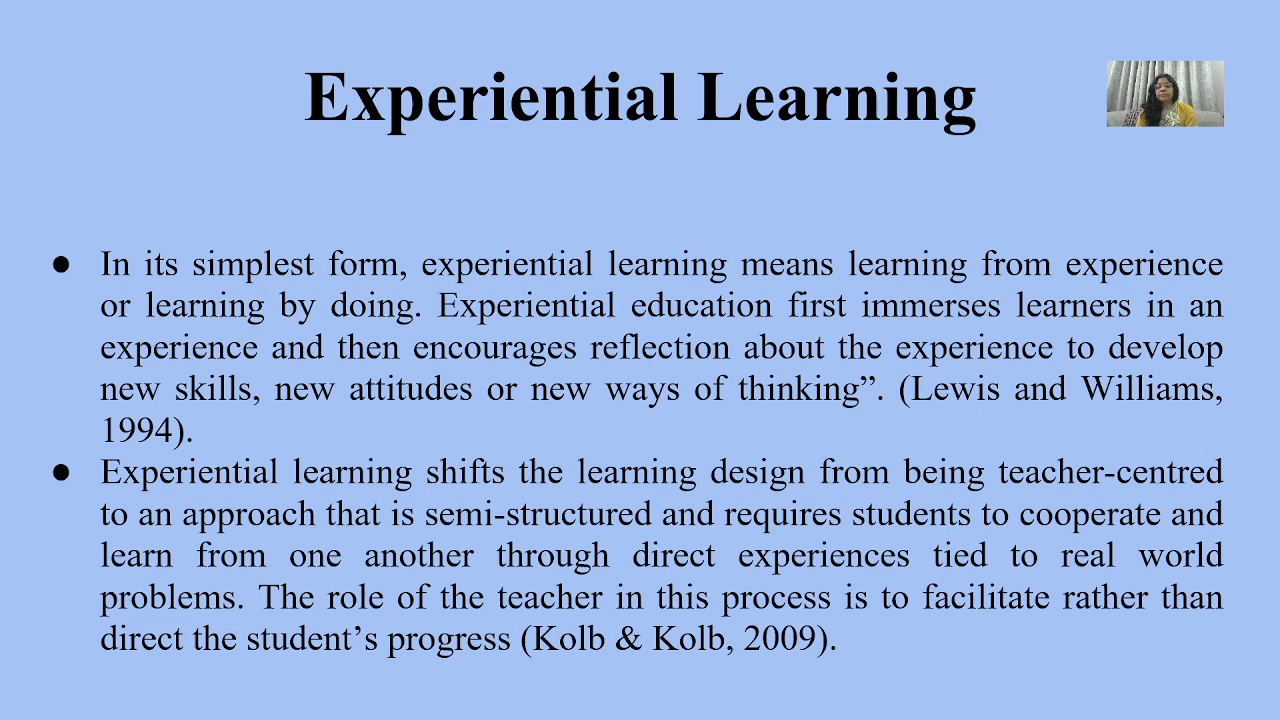 Experiential Learning
● In its simplest form, experiential learning means learning from experience
or learning by doing. Experiential education first immerses learners in an
experience and then encourages reflection about the experience to develop
new skills, new attitudes or new ways of thinking”. (Lewis and Williams,
1994).
● Experiential learning shifts the learning design from being teacher-centred
to an approach that is semi-structured and requires students to cooperate and
learn from one another through direct experiences tied to real world
problems. The role of the teacher in this process is to facilitate rather than
direct the student’s progress (Kolb & Kolb, 2009).